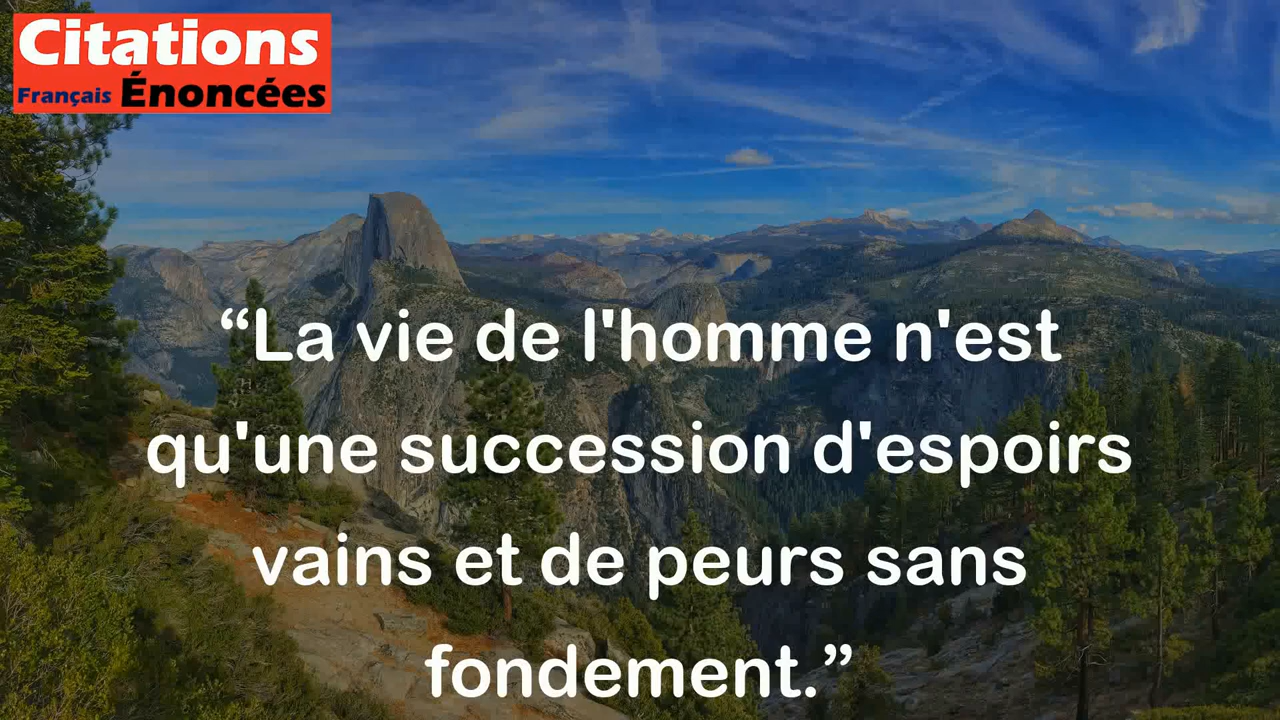 Citations
Français Énoncées
“La vie de l'homme n'est
qu'une succession d'espoirs
vains et de peurs sans
fondement.”